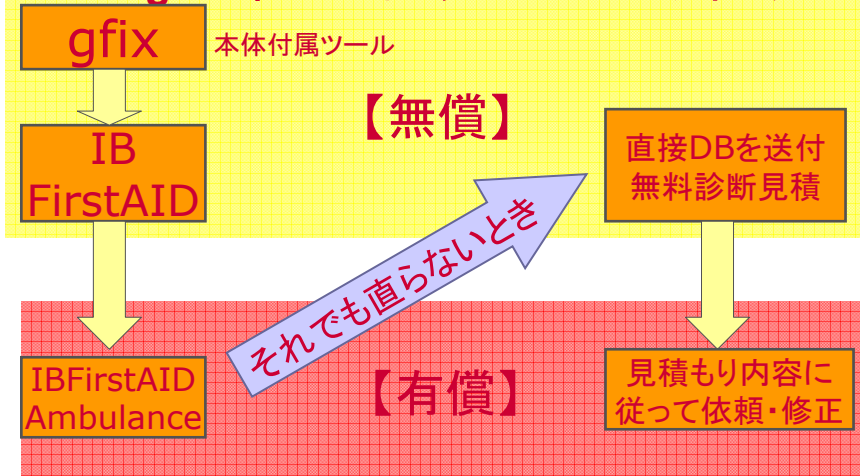 gfix
本体付属ツール
【無償】
IB
FirstAID
直接DBを送付
無料診断見積
それでも直らないとき
IBFirstAID
Ambulance
【有償】
見積もり内容に
従って依頼・修正